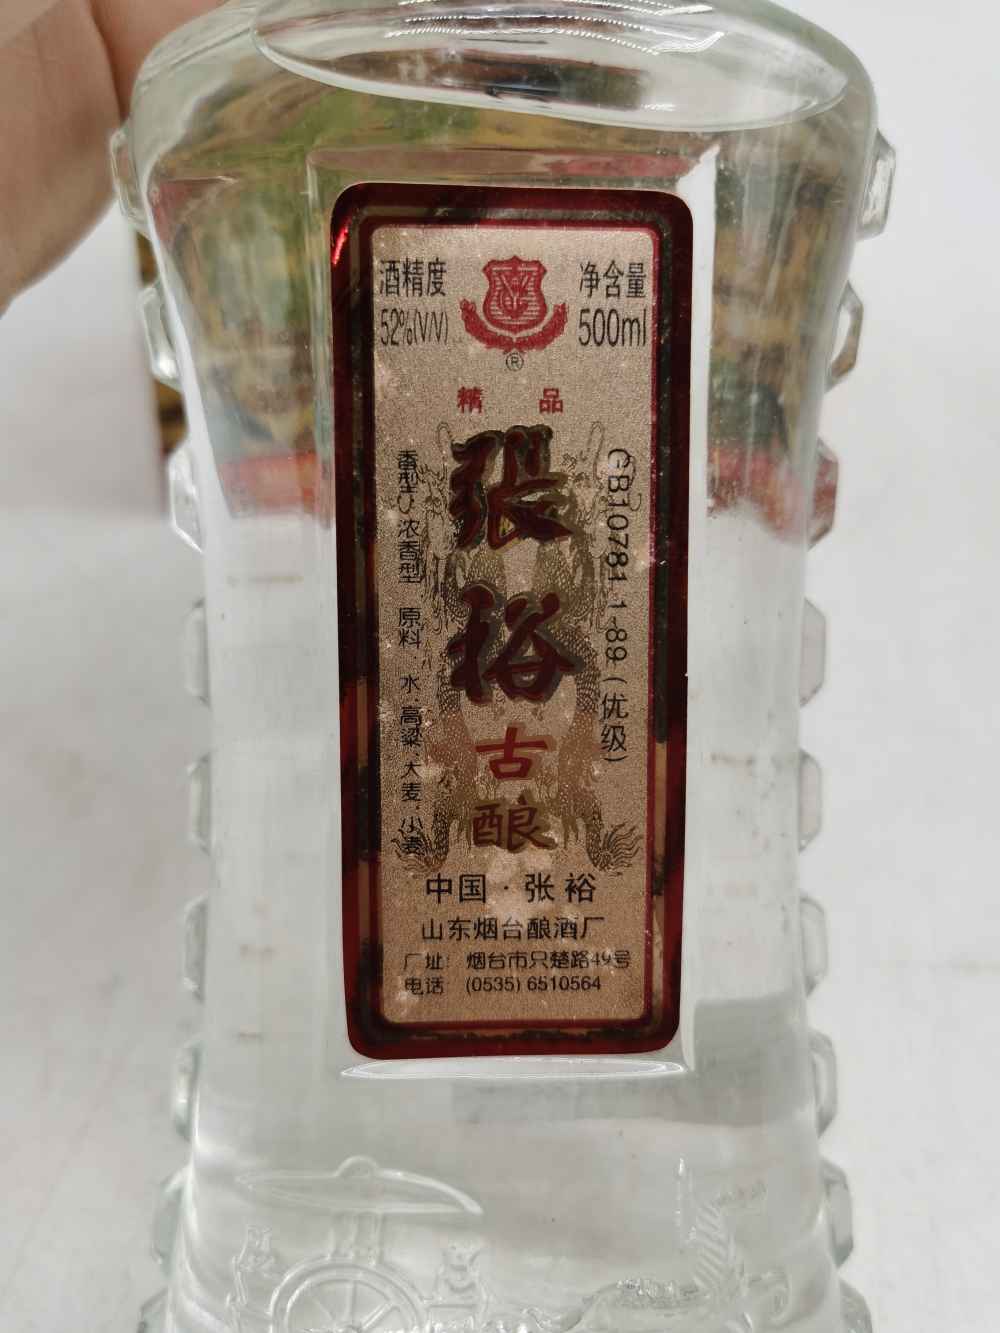 酒精度
52%(V/V)
净含量
500ml
®
精 品
张
裕
古
酿
香型:浓香型 原料:水.高粱.大麦.小麦
GB10781.1-89(优级)
中国·张裕
山东烟台酿酒厂
厂址: 烟台市只楚路49号
电话 (0535) 6510564